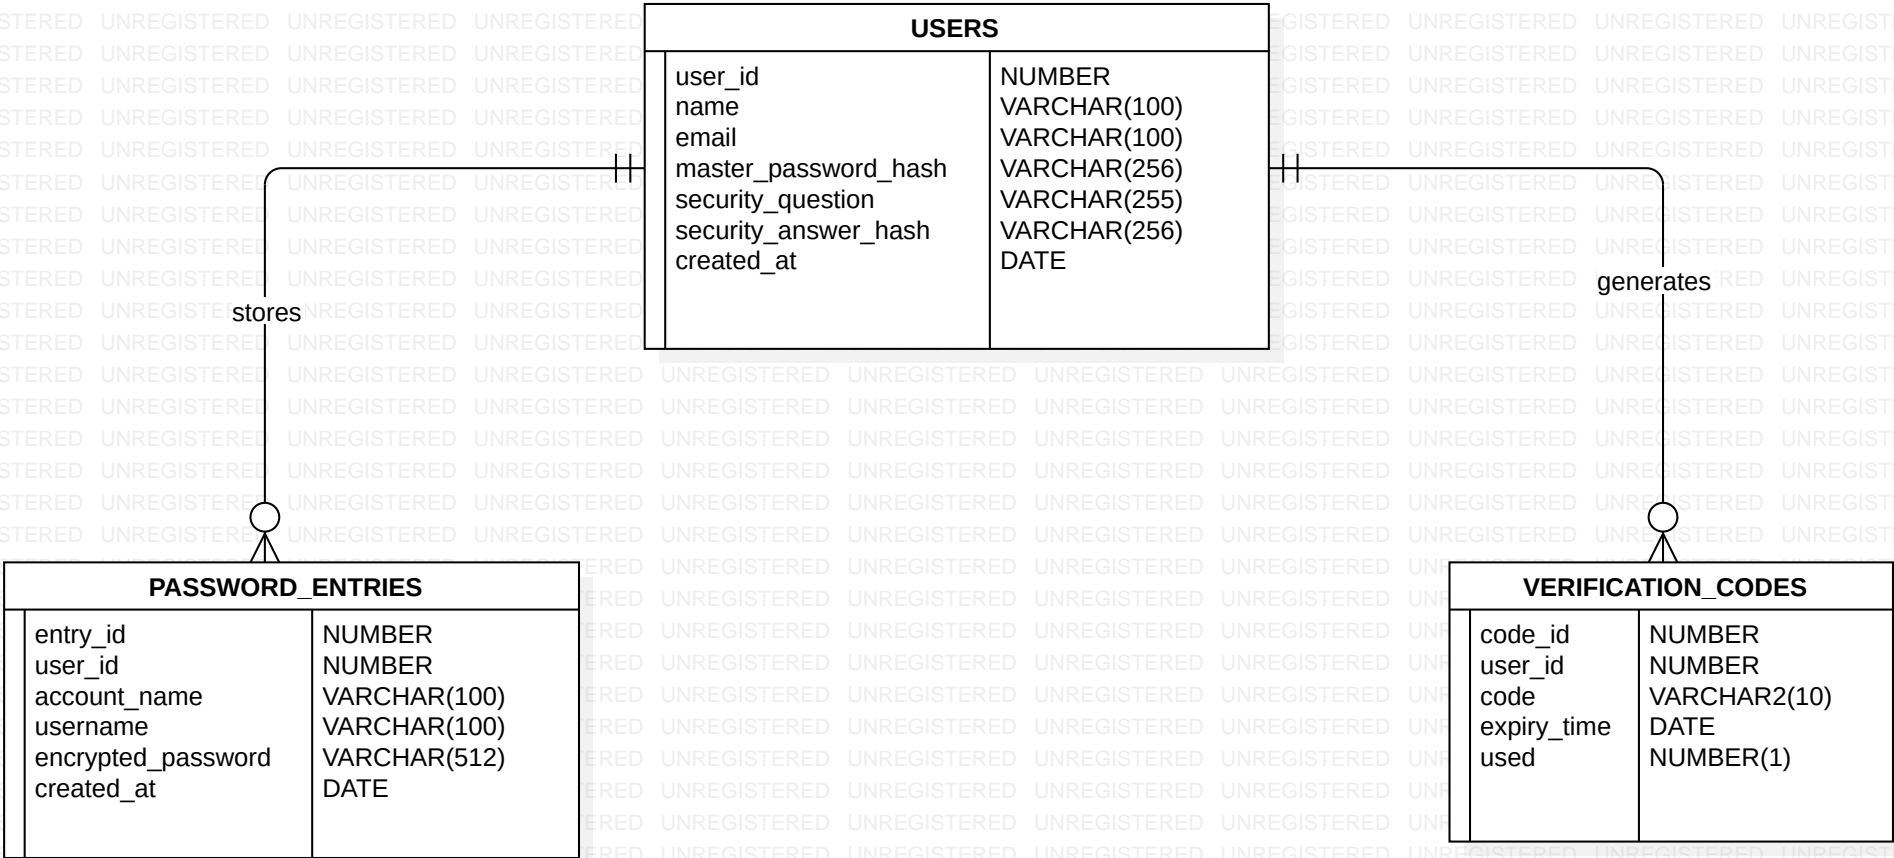 USERS
user_id NUMBER
name VARCHAR(100)
email VARCHAR(100)
master_password_hash VARCHAR(256)
security_question VARCHAR(255)
security_answer_hash VARCHAR(256)
created_at DATE
stores
generates
PASSWORD_ENTRIES
entry_id NUMBER
user_id NUMBER
account_name VARCHAR(100)
username VARCHAR(100)
encrypted_password VARCHAR(512)
created_at DATE
VERIFICATION_CODES
code_id NUMBER
user_id NUMBER
code VARCHAR2(10)
expiry_time DATE
used NUMBER(1)
UNREGISTERED